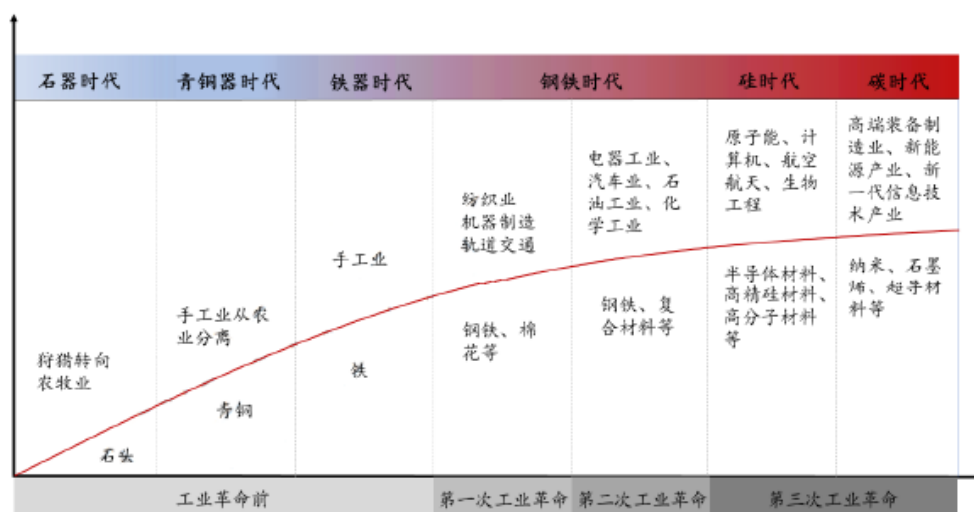 石器时代
青铜器时代
铁器时代
钢铁时代
硅时代
碳时代
狩猎转向
农牧业
石头
手工业从农
业分离
青铜
手工业
铁
纺织业
机器制造
轨道交通
钢铁、棉
花等
电器工业、
汽车业、石
油工业、化
学工业
钢铁、复
合材料等
原子能、计
算机、航空
航天、生物
工程
半导体材料、
高精硅材料、
高分子材料
等
高端装备制
造业、新能
源产业、新
一代信息技
术产业
纳米、石墨
烯、超导材
料等
工业革命前
第一次工业革命
第二次工业革命
第三次工业革命